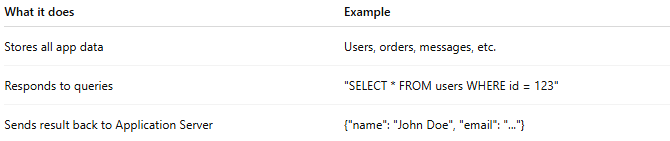 What it does Example
Stores all app data Users, orders, messages, etc.
Responds to queries "SELECT * FROM users WHERE id = 123"
Sends result back to Application Server {"name": "John Doe", "email": "..."}